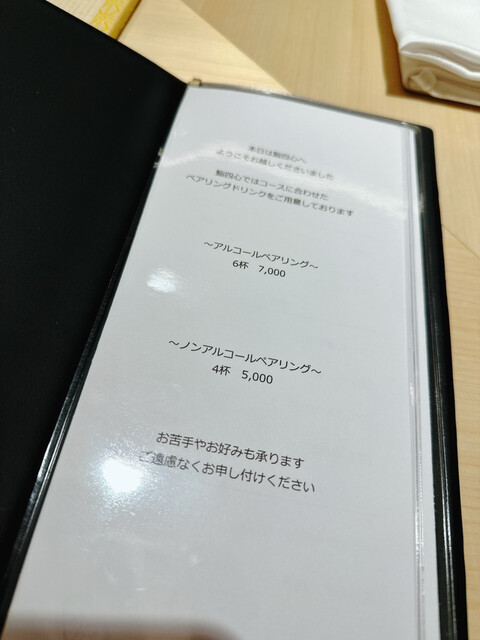 本日は鮨四心へ
ようこそお越しくださいました
鮨四心ではコースに合わせた
ペアリングドリンクをご用意しております
～アルコールペアリング～
6杯 7,000
～ノンアルコールペアリング～
4杯 5,000
お苦手やお好みも承ります
ご遠慮なくお申し付けください